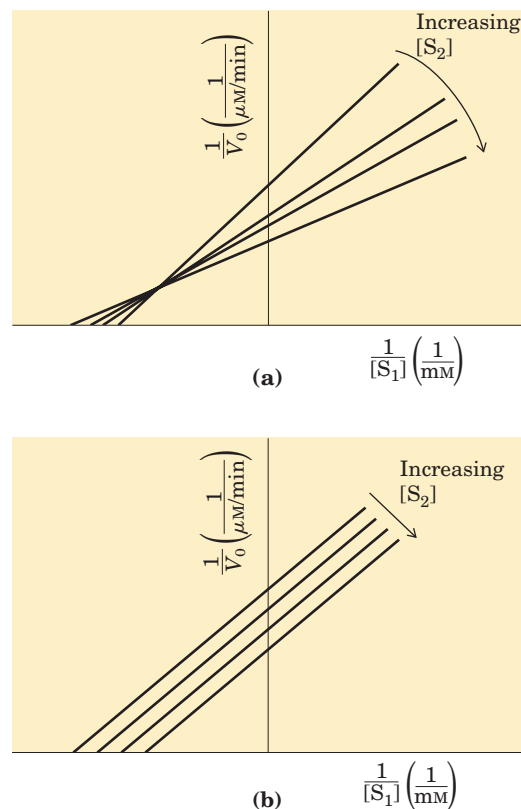 Increasing
[S₂]
1/V₀ (1/μM/min)
1/[S₁] (1/mM)
(a)
Increasing
[S₂]
1/V₀ (1/μM/min)
1/[S₁] (1/mM)
(b)